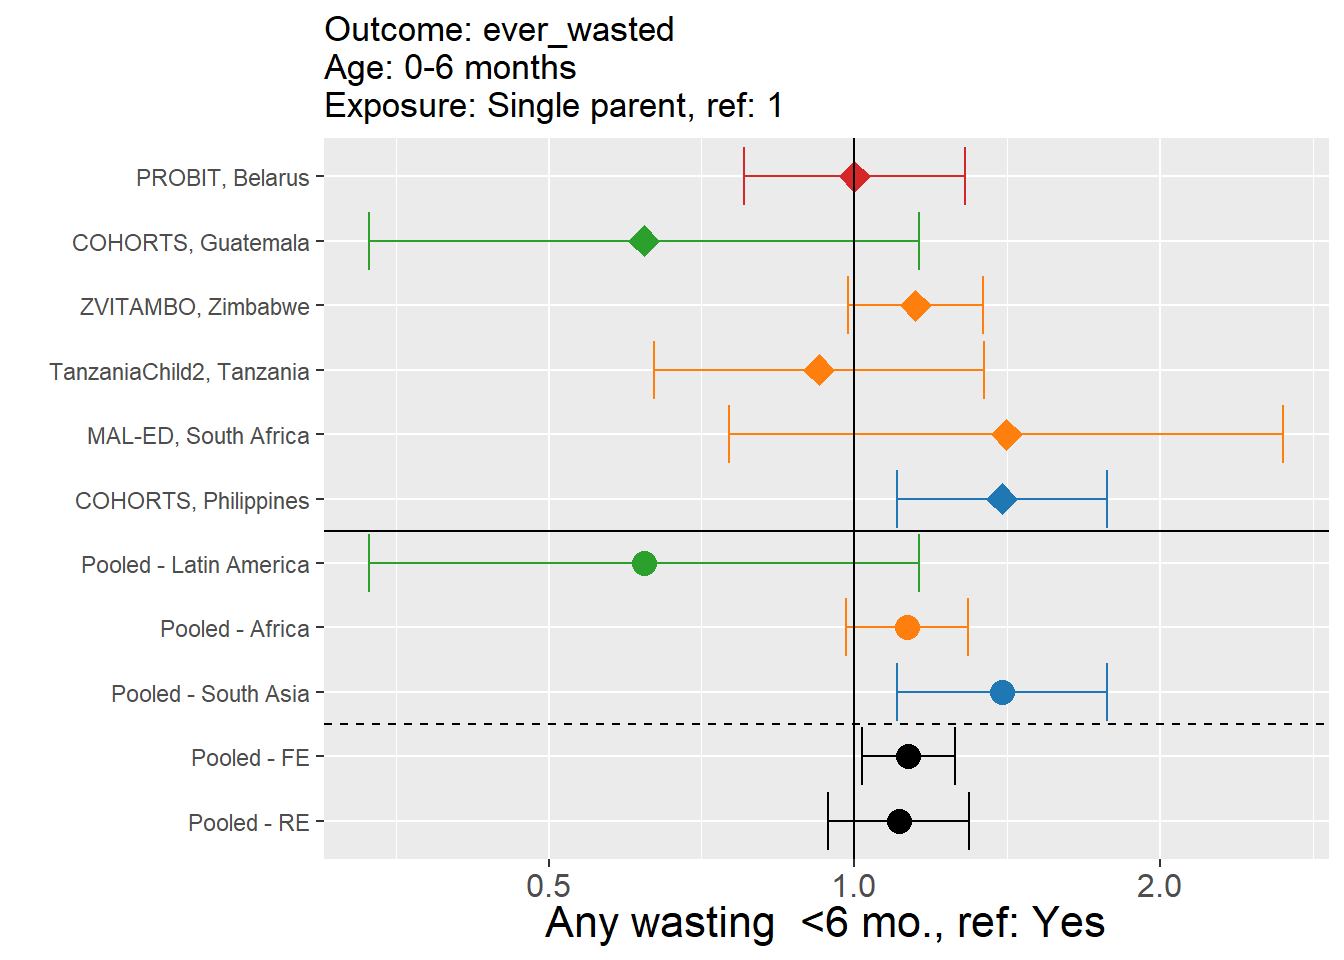 Outcome: ever_wasted
Age: 0-6 months
Exposure: Single parent, ref: 1
PROBIT, Belarus
COHORTS, Guatemala
ZVITAMBO, Zimbabwe
TanzaniaChild2, Tanzania
MAL-ED, South Africa
COHORTS, Philippines
Pooled - Latin America
Pooled - Africa
Pooled - South Asia
Pooled - FE
Pooled - RE
0.5 1.0 2.0
Any wasting  <6 mo., ref: Yes